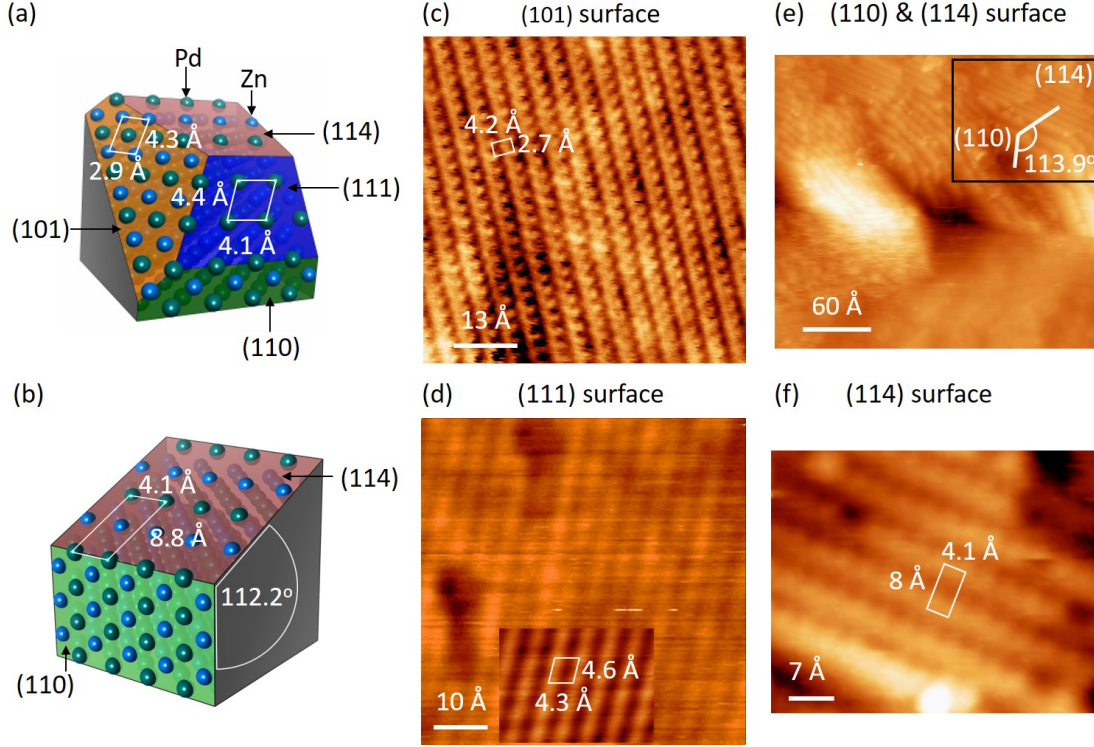 (a)
Pd
Zn
(114)
4.3 Å
2.9 Å
4.4 Å
(111)
(101)
4.1 Å
(110)
(b)
4.1 Å
(114)
8.8 Å
112.2°
(110)
(c) (101) surface
4.2 Å
2.7 Å
13 Å
(d) (111) surface
4.6 Å
4.3 Å
10 Å
(e) (110) & (114) surface
(114)
(110)
113.9°
60 Å
(f) (114) surface
4.1 Å
8 Å
7 Å